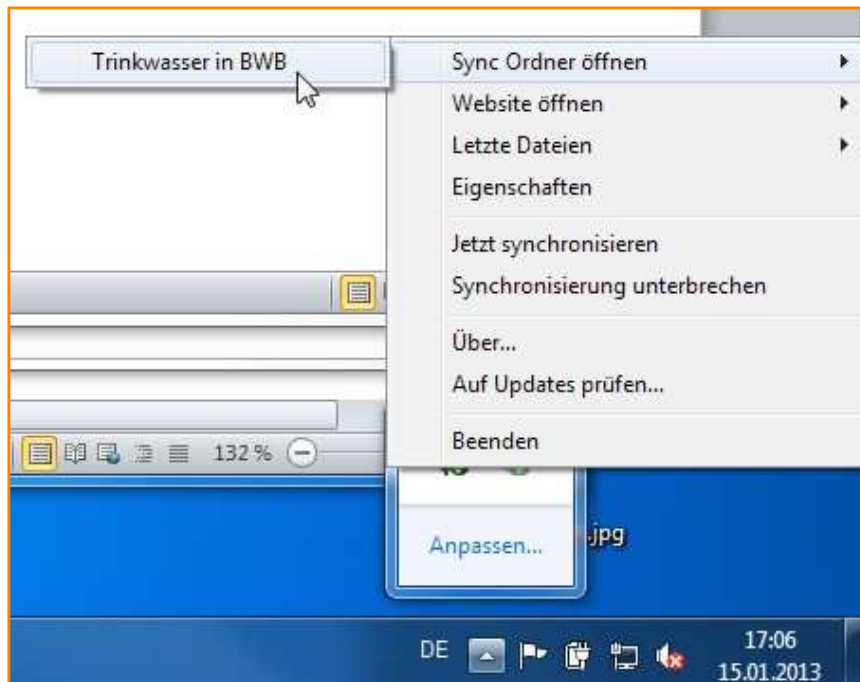 Trinkwasser in BWB
Sync Ordner öffnen
Website öffnen
Letzte Dateien
Eigenschaften
Jetzt synchronisieren
Synchronisierung unterbrechen
Über...
Auf Updates prüfen...
Beenden
132 %
Anpassen...
.jpg
DE
17:06
15.01.2013